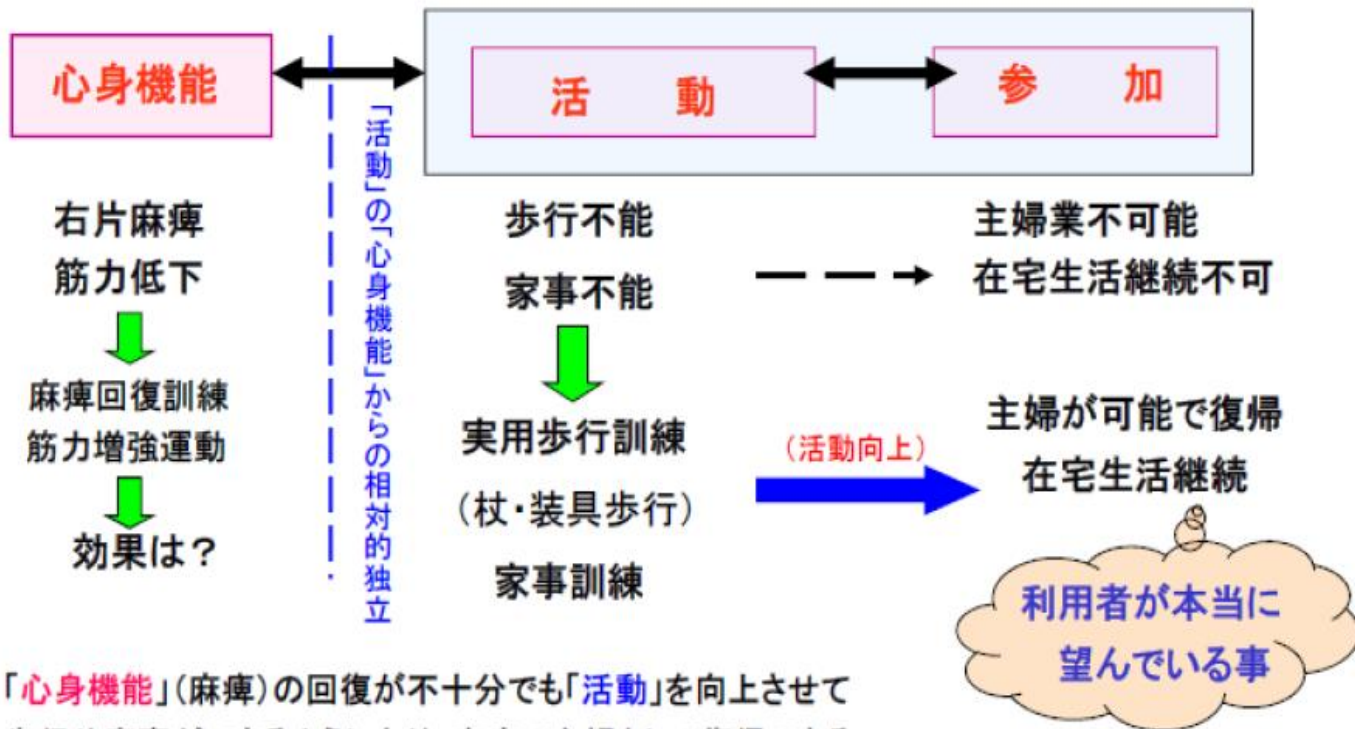 心身機能
活 動
参 加
「活動」の「心身機能」からの相対的独立
右片麻痺
筋力低下
麻痺回復訓練
筋力増強運動
効果は？
歩行不能
家事不能
実用歩行訓練
（杖・装具歩行）
家事訓練
（活動向上）
主婦業不可能
在宅生活継続不可
主婦が可能で復帰
在宅生活継続
利用者が本当に
望んでいる事
「心身機能」（麻痺）の回復が不十分でも「活動」を向上させて